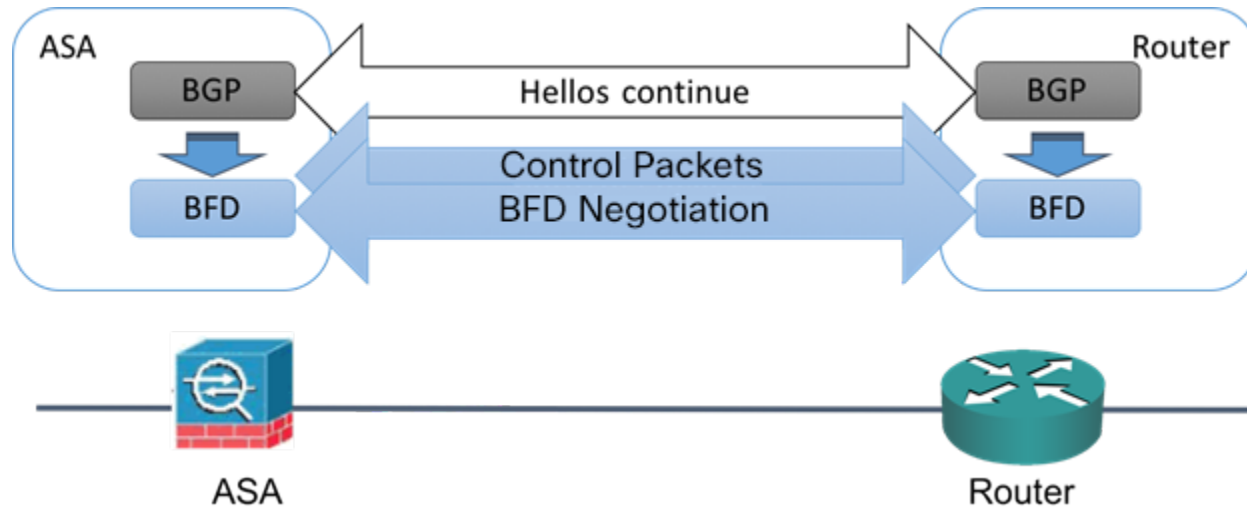 ASA
Router
BGP
Hellos continue
BGP
Control Packets
BFD
BFD Negotiation
BFD
ASA
Router